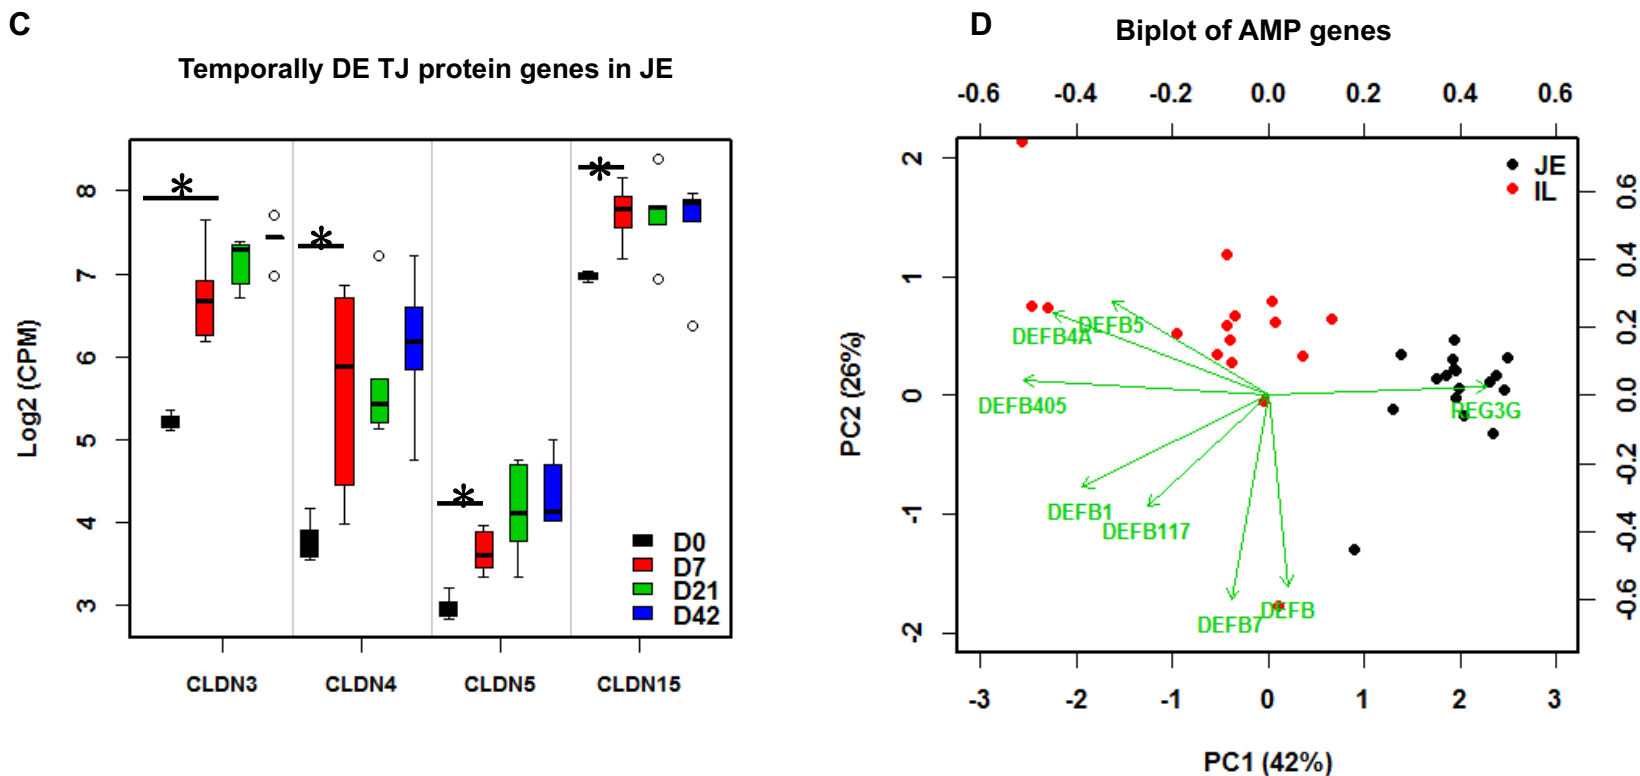 C
Temporally DE TJ protein genes in JE
Log2 (CPM)
8
7
6
5
4
3
*
*
*
*
D0
D7
D21
D42
CLDN3 CLDN4 CLDN5 CLDN15
D
Biplot of AMP genes
-0.6 -0.4 -0.2 0.0 0.2 0.4 0.6
JE
IL
PC2 (26%)
2
1
0
-1
-2
0.6
0.4
0.2
0.0
-0.2
-0.4
-0.6
DEFB5
DEFB4A
DEFB405
REG3G
DEFB1
DEFB117
DEFB
DEFB7
-3 -2 -1 0 1 2 3
PC1 (42%)